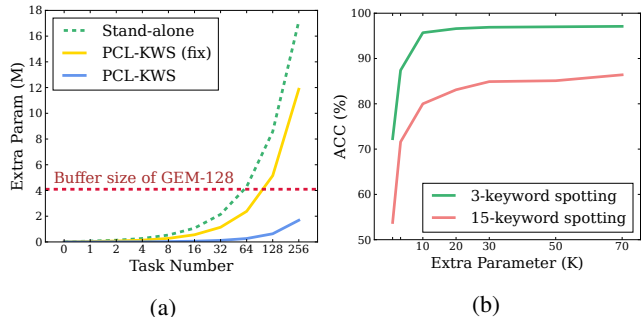 18
16
14
12
10
8
6
4
2
0
Extra Param (M)
Stand-alone
PCL-KWS (fix)
PCL-KWS
Buffer size of GEM-128
0 1 2 4 8 16 32 64 128 256
Task Number
(a)
100
90
80
70
60
50
ACC (%)
3-keyword spotting
15-keyword spotting
10 20 30 50 70
Extra Parameter (K)
(b)